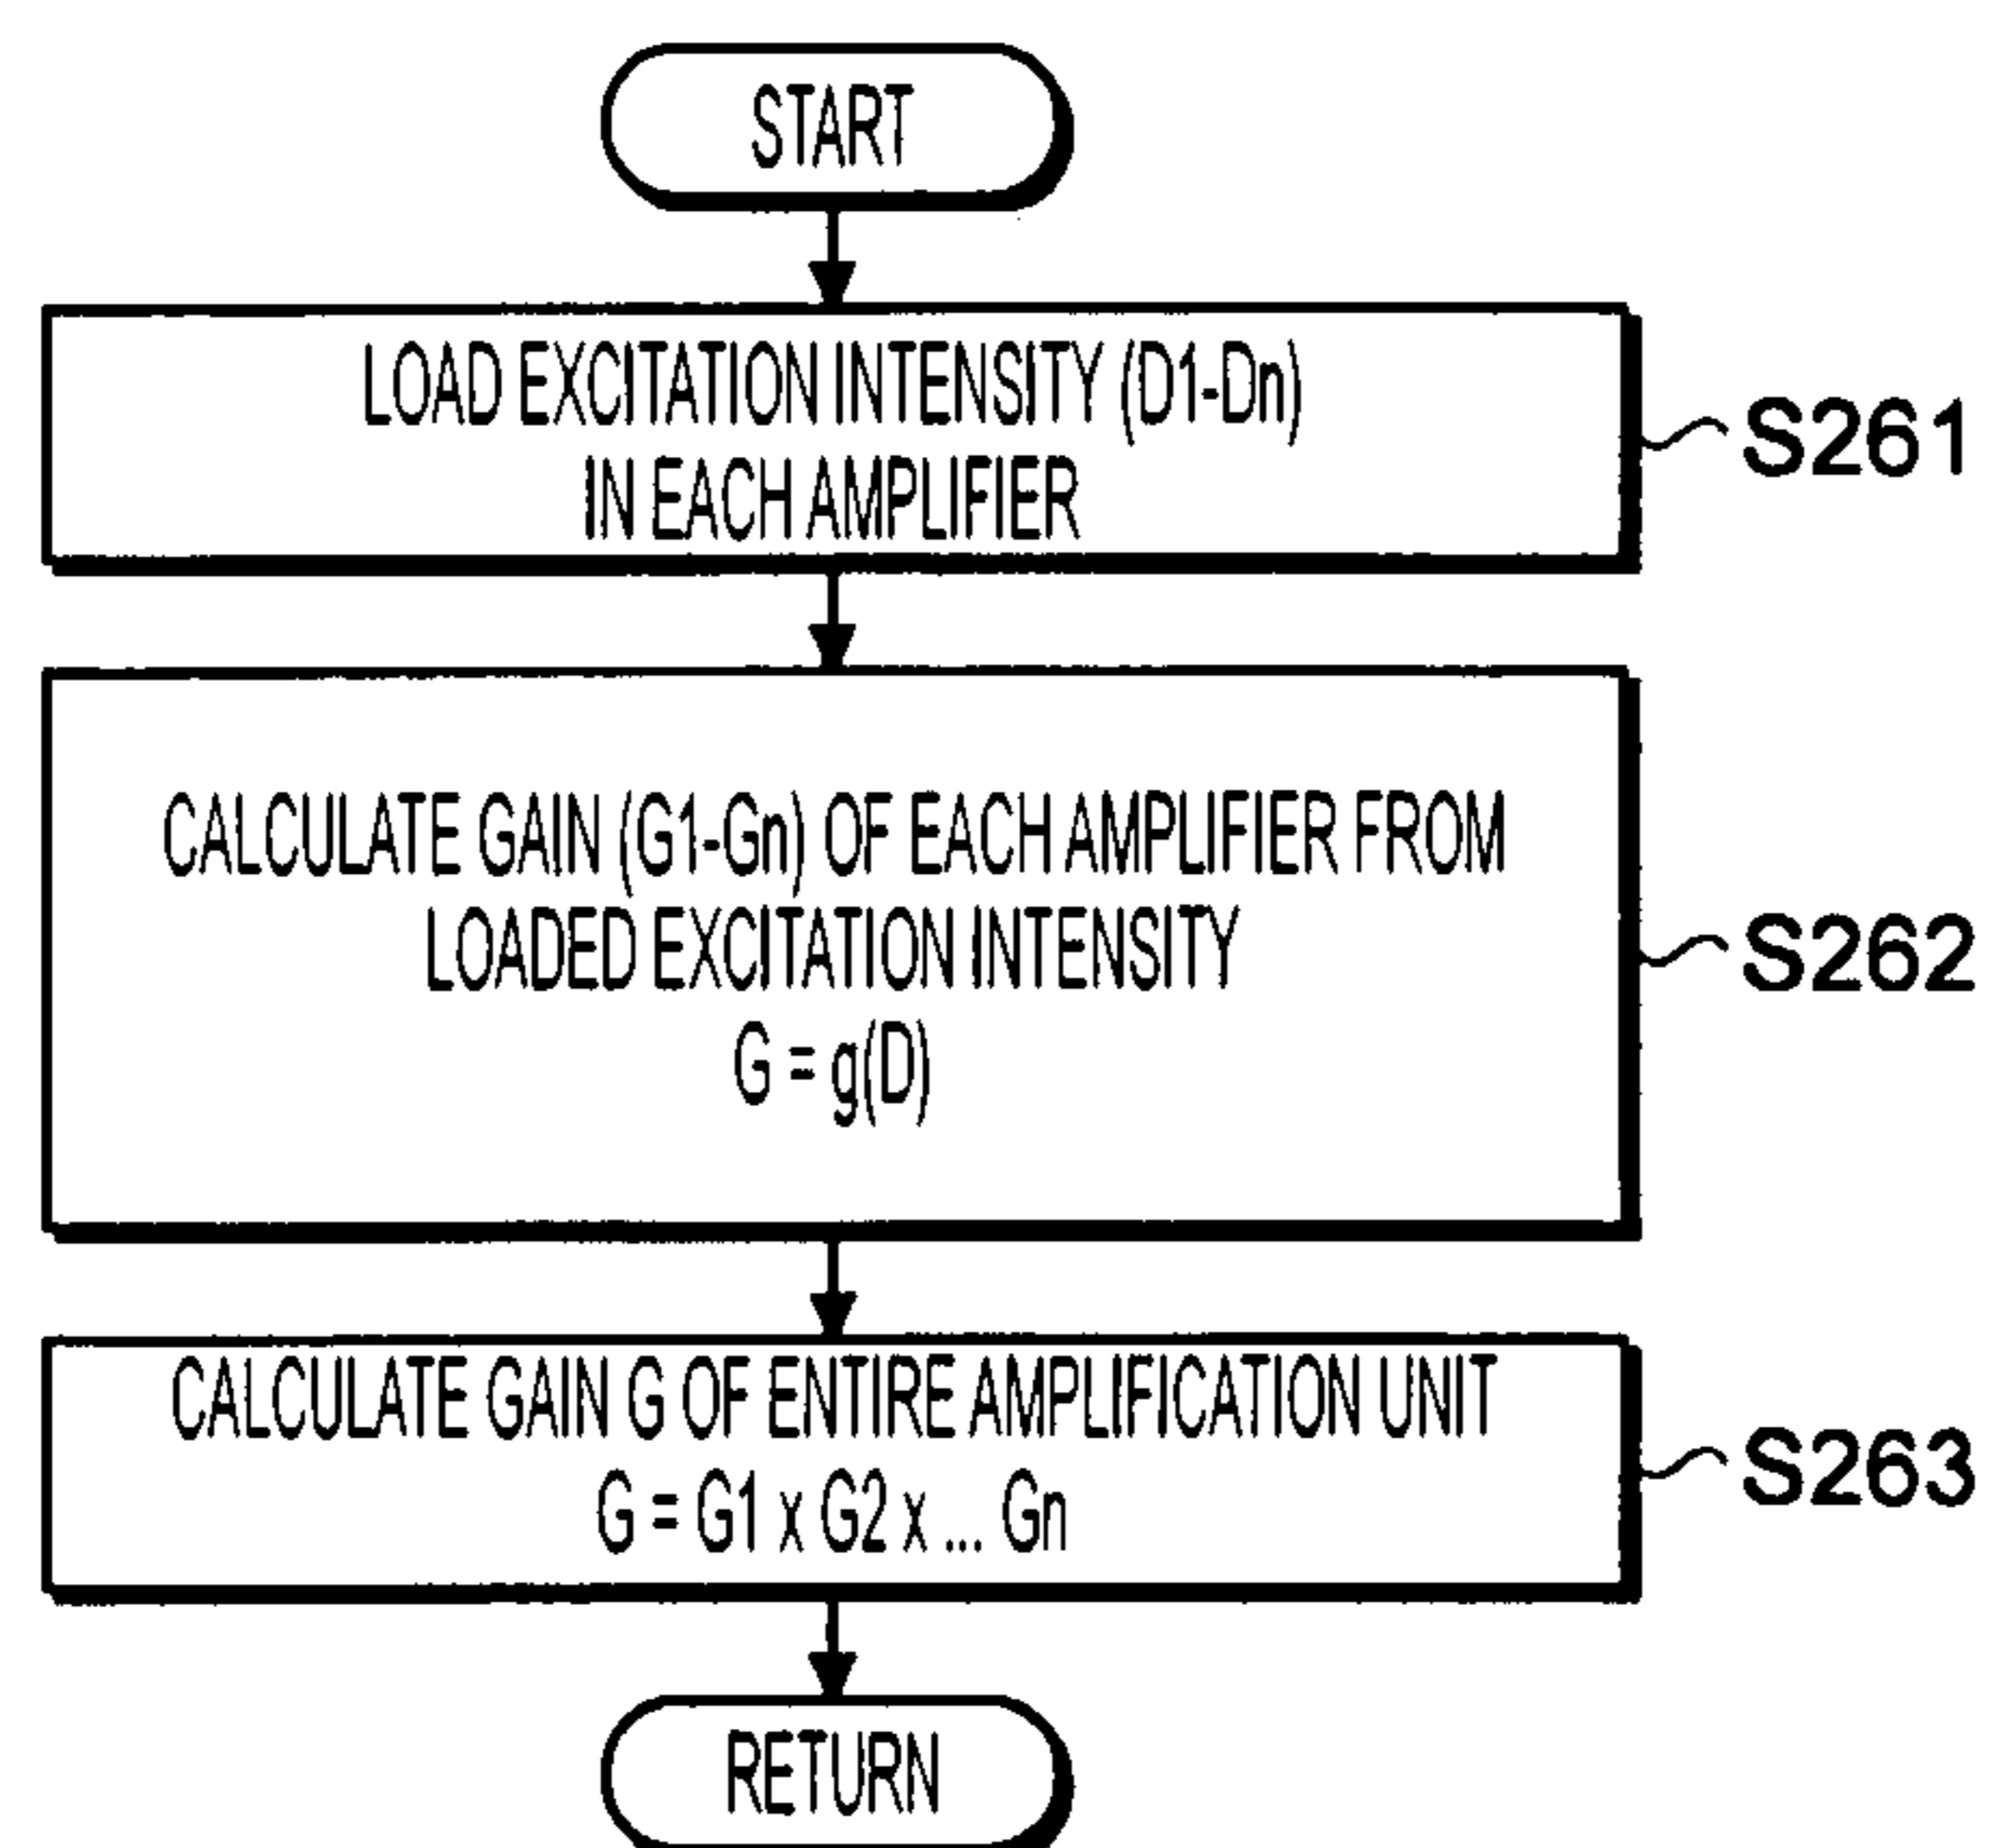 START
LOAD EXCITATION INTENSITY (D1-Dn)
IN EACH AMPLIFIER
S261
CALCULATE GAIN (G1-Gn) OF EACH AMPLIFIER FROM
LOADED EXCITATION INTENSITY
G = g(D)
S262
CALCULATE GAIN G OF ENTIRE AMPLIFICATION UNIT
G = G1 x G2 x ... Gn
S263
RETURN